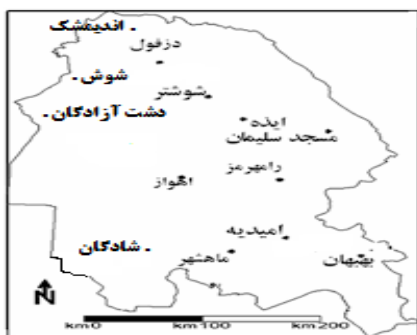 اندیمشک
دزفول
شوش
شوشتر
دشت آزادگان
ایذه
مسجد سلیمان
رامهرمز
اهواز
امیدیه
شادگان
ماهشهر
بهبهان
N
km0 km100 km200